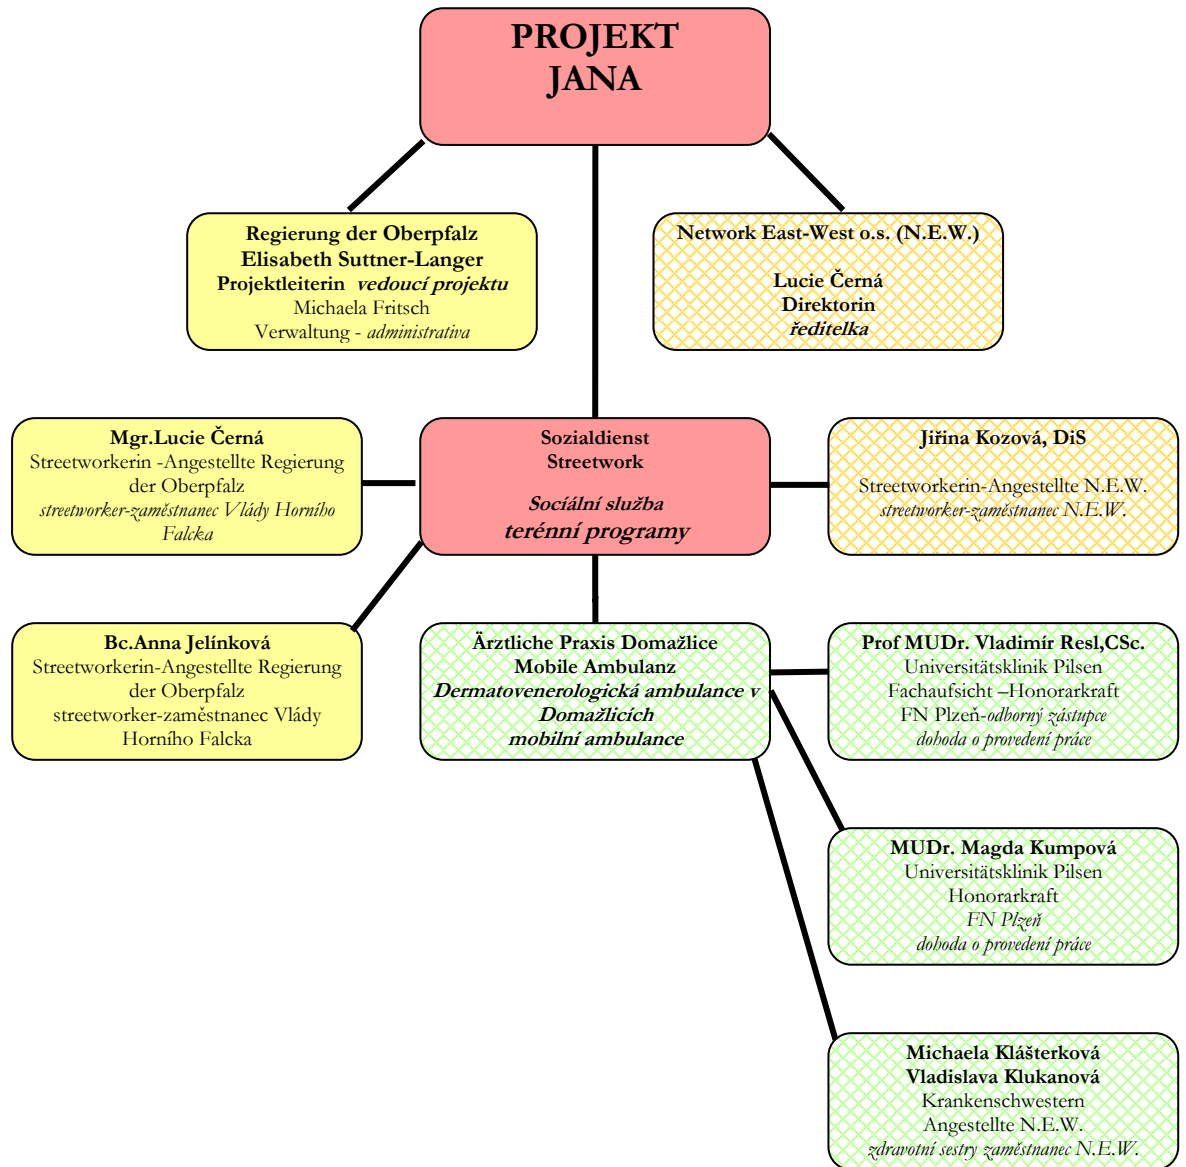 PROJEKT
JANA
Regierung der Oberpfalz
Elisabeth Suttner-Langer
Projektleiterin vedoucí projektu
Michaela Fritsch
Verwaltung - administrativa
Network East-West o.s. (N.E.W.)
Lucie Černá
Direktorin
ředitelka
Mgr.Lucie Černá
Streetworkerin -Angestellte Regierung
der Oberpfalz
streetworker-zaměstnanec Vlády Horního
Falcka
Sozialdienst
Streetwork
Socíální služba
terénní programy
Jiřina Kozová, DiS
Streetworkerin-Angestellte N.E.W.
streetworker-zaměstnanec N.E.W.
Bc.Anna Jelínková
Streetworkerin-Angestellte Regierung
der Oberpfalz
streetworker-zaměstnanec Vlády
Horního Falcka
Ärztliche Praxis Domažlice
Mobile Ambulanz
Dermatovenerologická ambulance v
Domažlicích
mobilní ambulance
Prof MUDr. Vladimír Resl,CSc.
Universitätsklinik Pilsen
Fachaufsicht –Honorarkraft
FN Plzeň-odborný zástupce
dohoda o provedení práce
MUDr. Magda Kumpová
Universitätsklinik Pilsen
Honorarkraft
FN Plzeň
dohoda o provedení práce
Michaela Klášterková
Vladislava Klukanová
Krankenschwestern
Angestellte N.E.W.
zdravotní sestry zaměstnanec N.E.W.